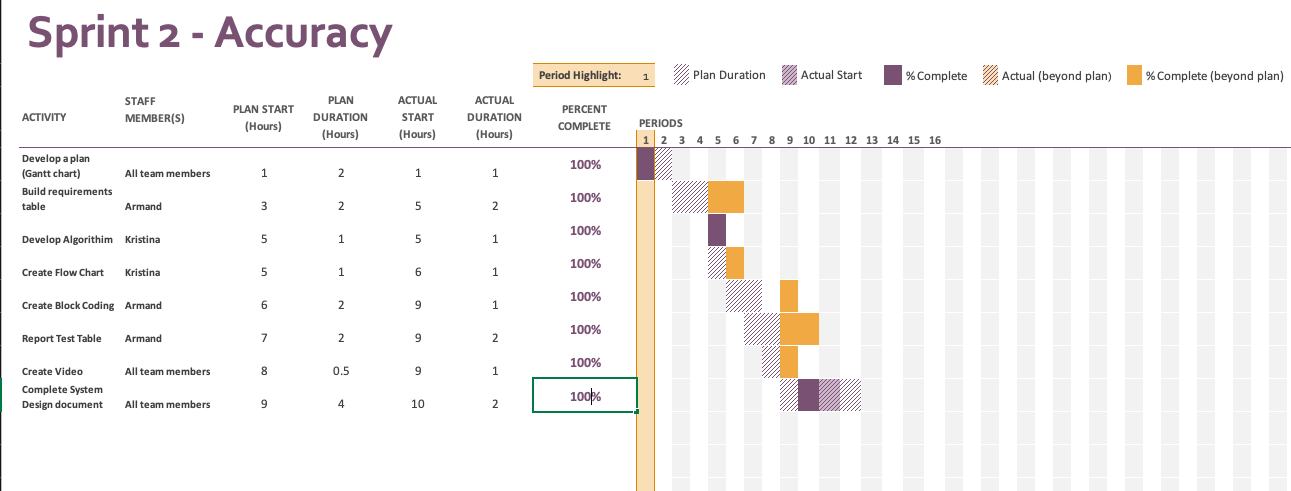 Sprint 2 - Accuracy
Period Highlight: 1 Plan Duration Actual Start % Complete Actual (beyond plan) % Complete (beyond plan)
ACTIVITY STAFF MEMBER(S) PLAN START (Hours) PLAN DURATION (Hours) ACTUAL START (Hours) ACTUAL DURATION (Hours) PERCENT COMPLETE PERIODS
1 2 3 4 5 6 7 8 9 10 11 12 13 14 15 16
Develop a plan (Gantt chart) All team members 1 2 1 1 100%
Build requirements table Armand 3 2 5 2 100%
Develop Algorithim Kristina 5 1 5 1 100%
Create Flow Chart Kristina 5 1 6 1 100%
Create Block Coding Armand 6 2 9 1 100%
Report Test Table Armand 7 2 9 2 100%
Create Video All team members 8 0.5 9 1 100%
Complete System Design document All team members 9 4 10 2 100%